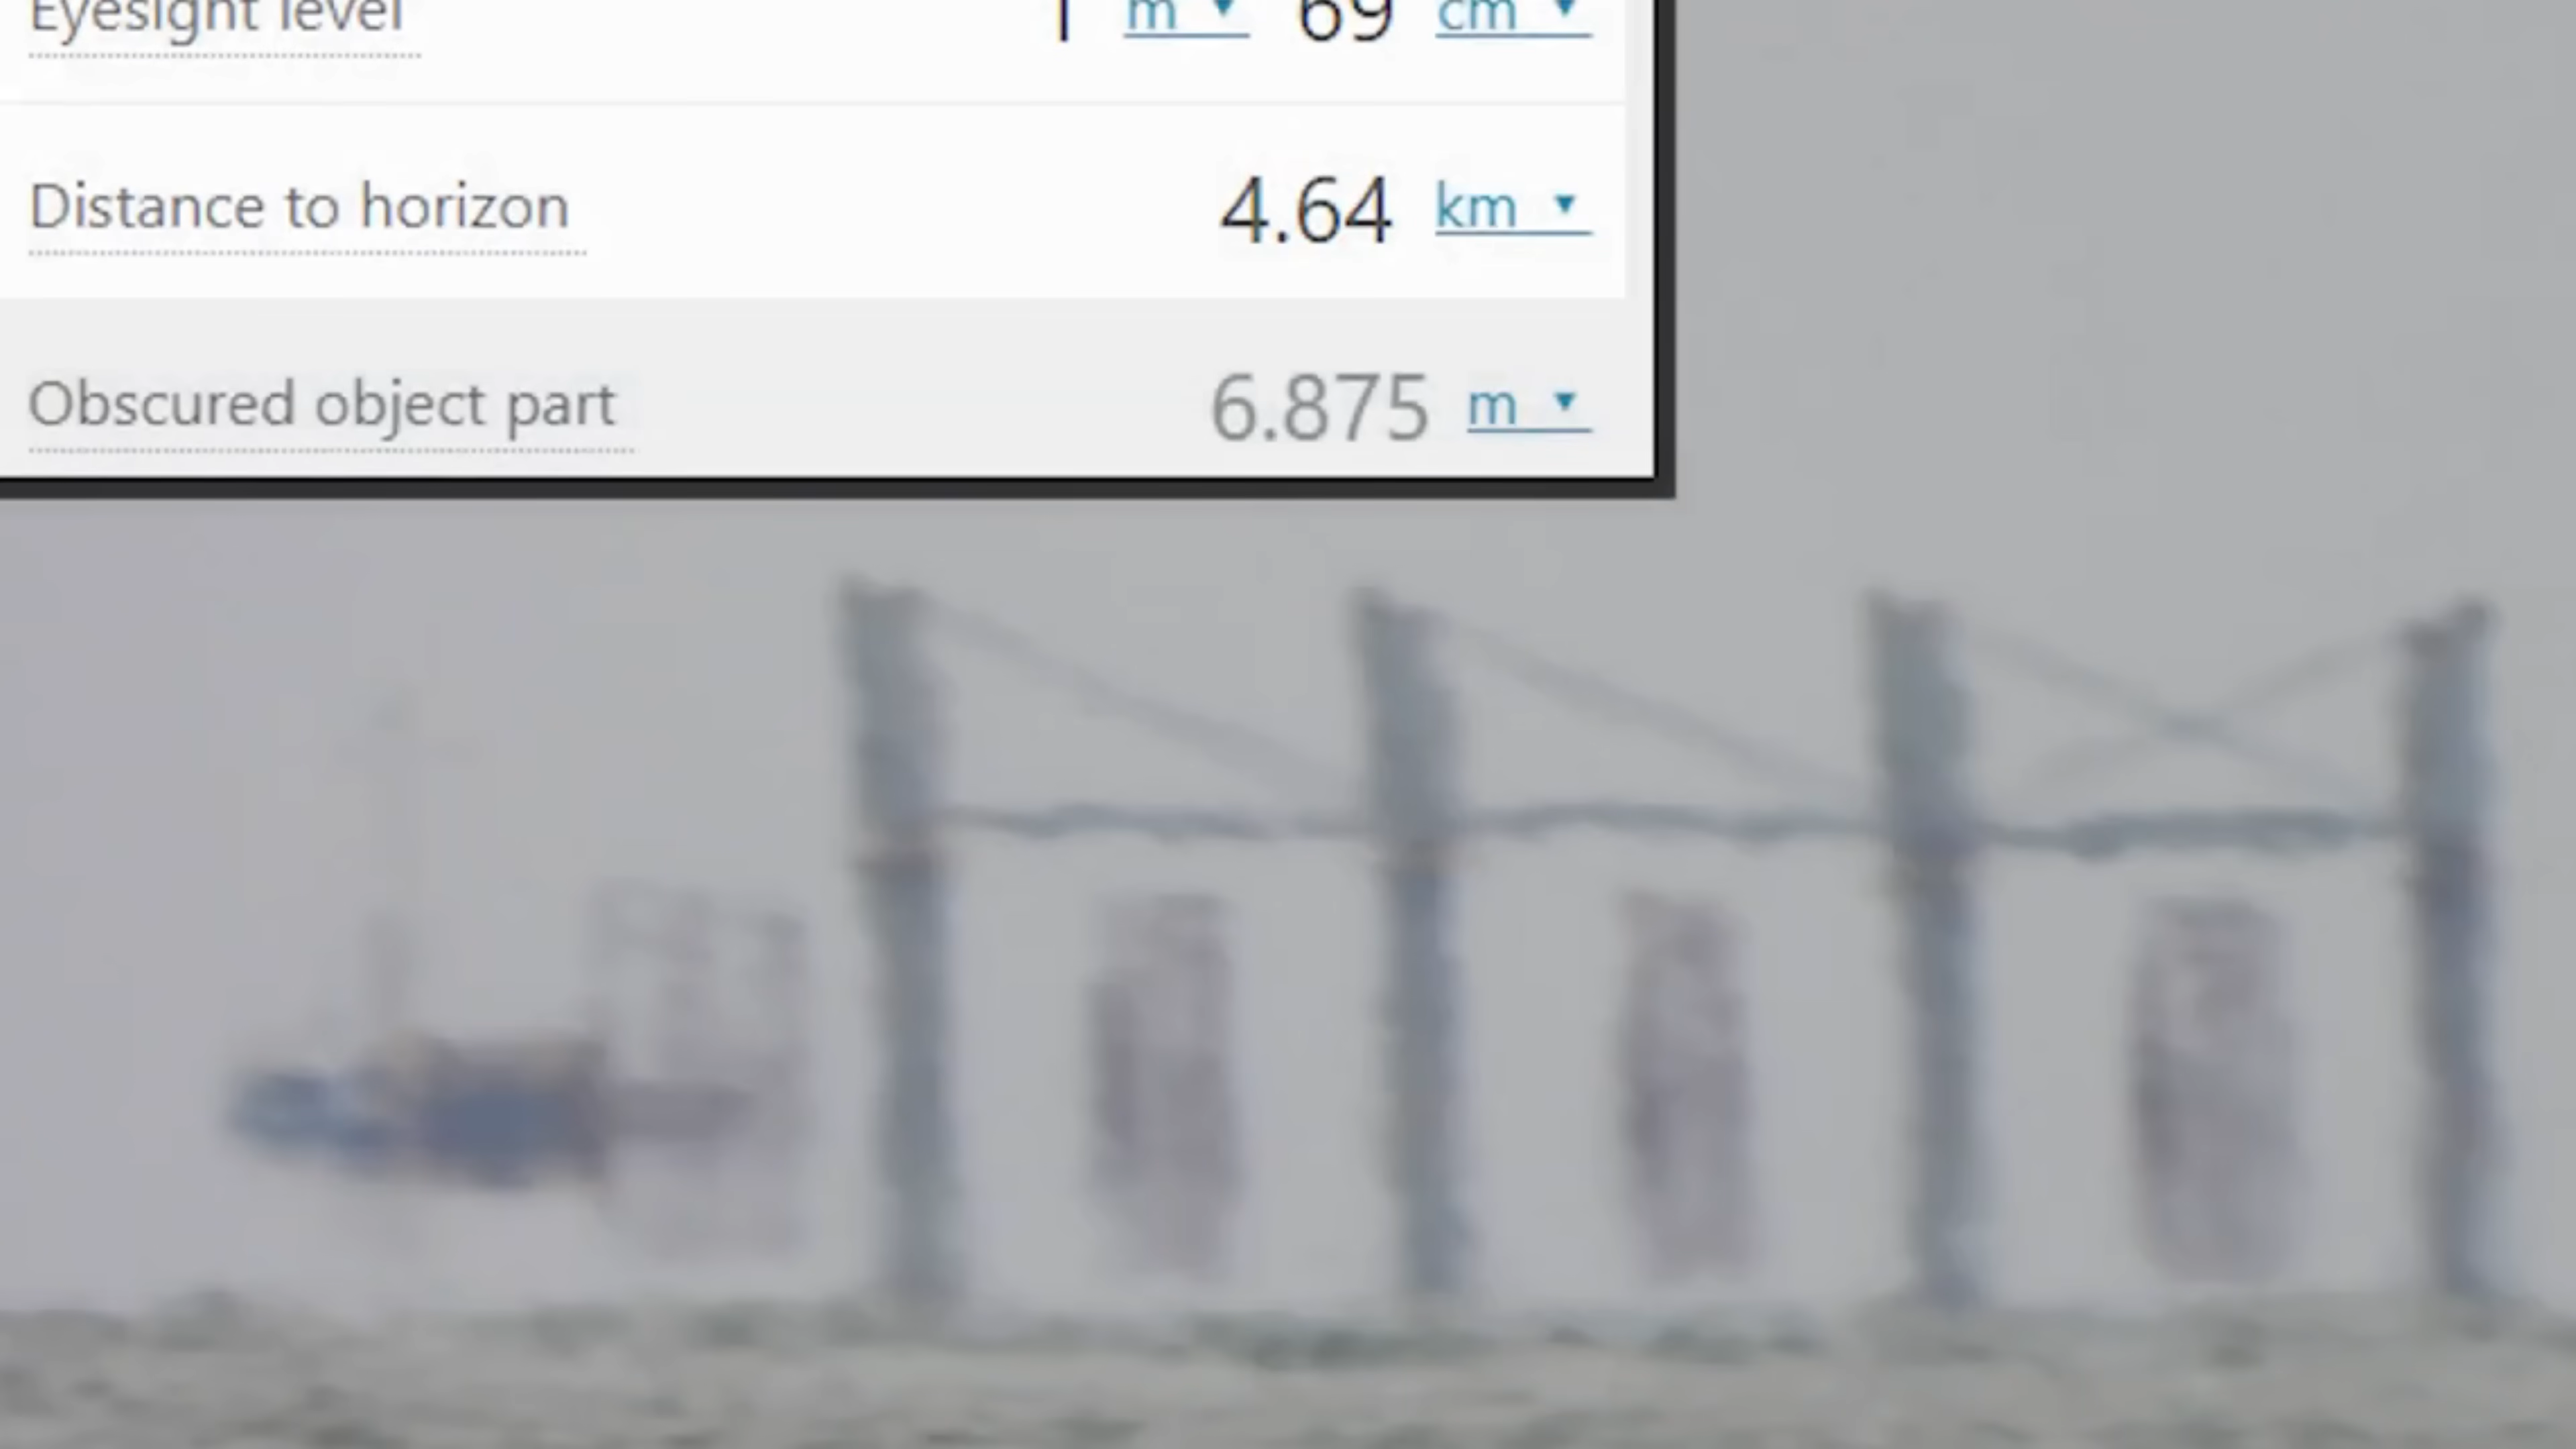 Eyesight level 1 m ▼ 69 cm ▼
Distance to horizon 4.64 km ▼
Obscured object part 6.875 m ▼